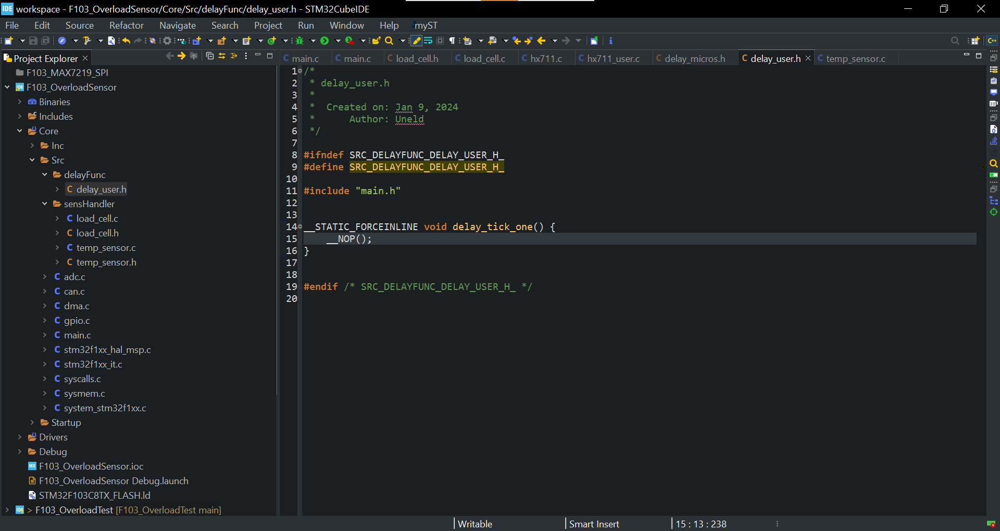 IDE workspace - F103_OverloadSensor/Core/Src/delayFunc/delay_user.h - STM32CubeIDE
File Edit Source Refactor Navigate Search Project Run Window Help myST
Project Explorer
F103_MAX7219_SPI
F103_OverloadSensor
Binaries
Includes
Core
Inc
Src
delayFunc
delay_user.h
sensHandler
load_cell.c
load_cell.h
temp_sensor.c
temp_sensor.h
adc.c
can.c
dma.c
gpio.c
main.c
stm32f1xx_hal_msp.c
stm32f1xx_it.c
syscalls.c
sysmem.c
system_stm32f1xx.c
Startup
Drivers
Debug
MX F103_OverloadSensor.ioc
F103_OverloadSensor Debug.launch
STM32F103C8TX_FLASH.ld
IDE > F103_OverloadTest [F103_OverloadTest main]
main.c main.c load_cell.h load_cell.c hx711.c hx711_user.c delay_micros.h delay_user.h temp_sensor.c
1 /*
2 * delay_user.h
3 *
4 * Created on: Jan 9, 2024
5 * Author: Uneld
6 */
7
8 #ifndef SRC_DELAYFUNC_DELAY_USER_H_
9 #define SRC_DELAYFUNC_DELAY_USER_H_
10
11 #include "main.h"
12
13
14 __STATIC_FORCEINLINE void delay_tick_one() {
15 __NOP();
16 }
17
18
19 #endif /* SRC_DELAYFUNC_DELAY_USER_H_ */
20
Writable Smart Insert 15 : 13 : 238